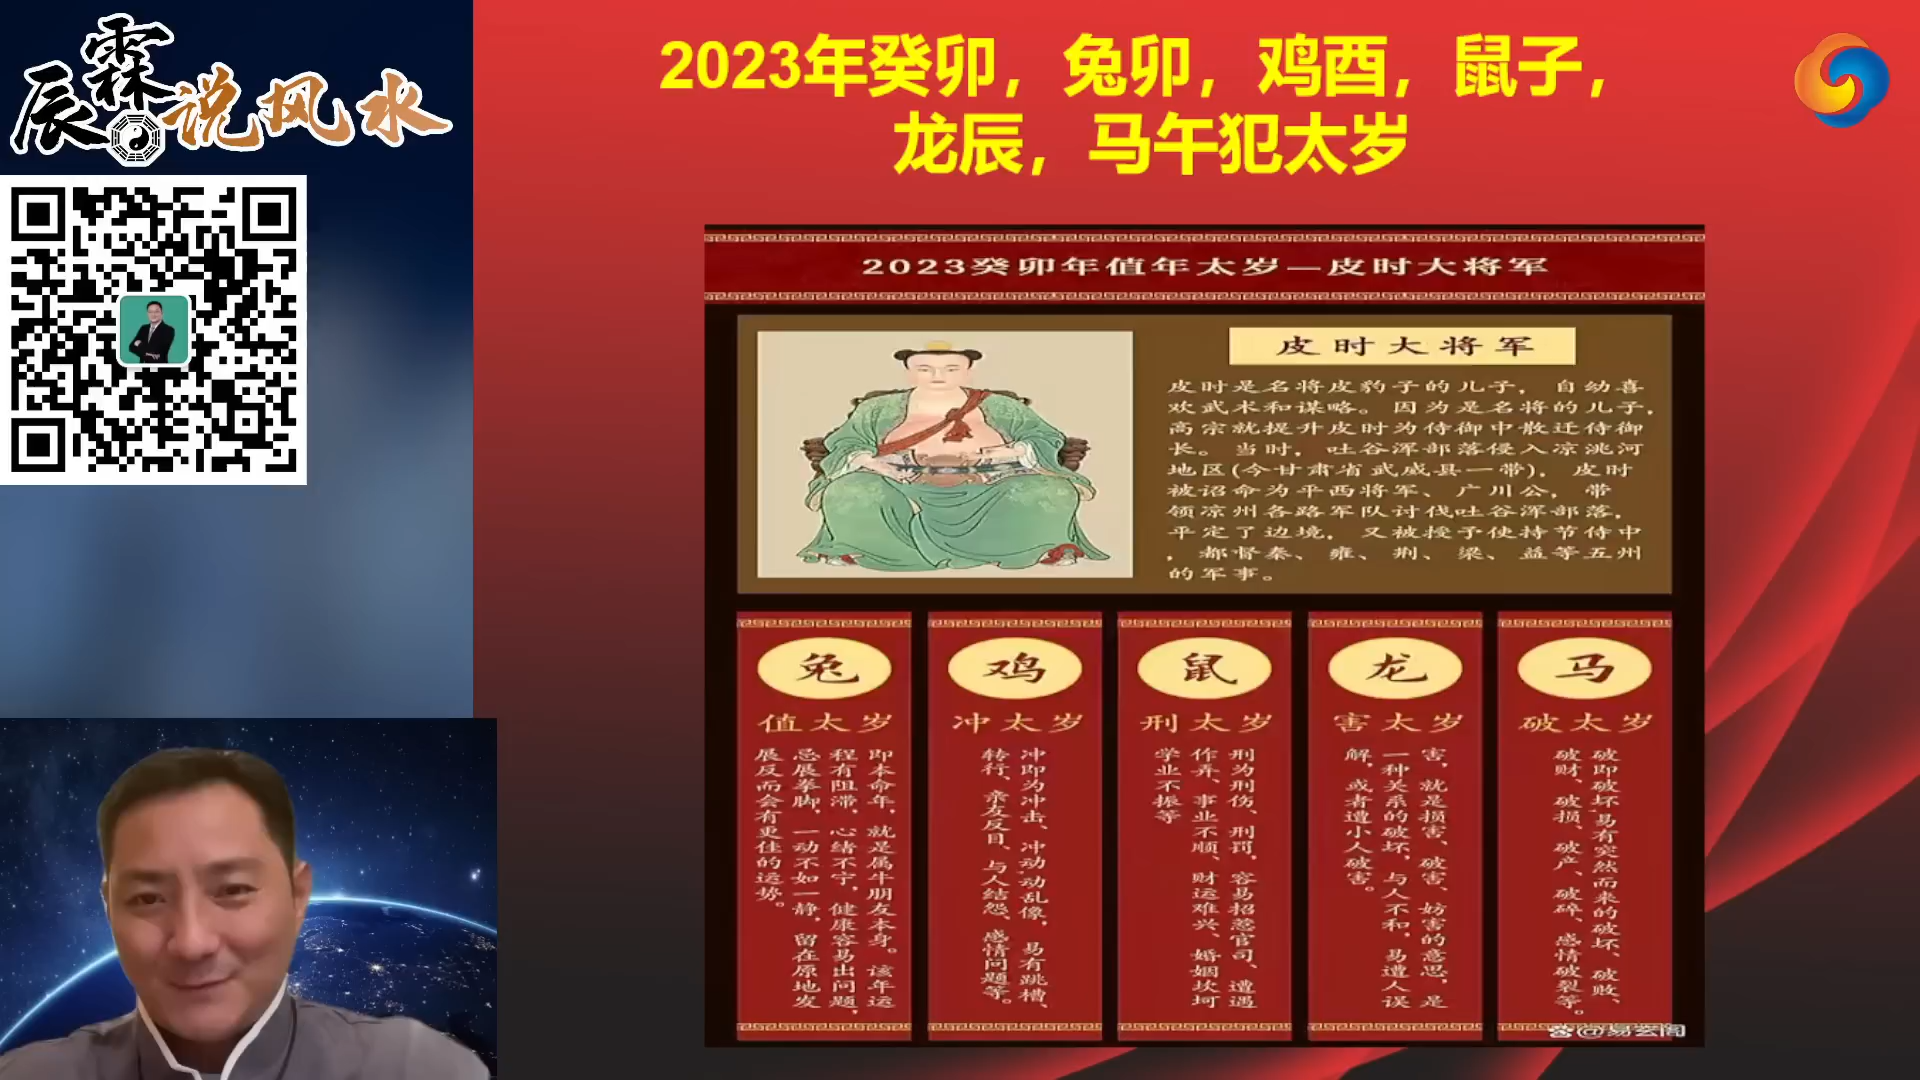 辰霖说风水
2023年癸卯，兔卯，鸡酉，鼠子，
龙辰，马午犯太岁
2023癸卯年值年太岁—皮时大将军
皮时大将军
皮时是名将皮豹子的儿子，自幼喜
欢武术和谋略。因为是名将的儿子，
高宗就提升皮时为侍御中散迁侍御
长。当时，吐谷浑部落侵入凉洮河
地区(今甘肃省武威县一带)，皮时
被诏命为平西将军、广川公，带
领凉州各路军队讨伐吐谷浑部落，
平定了边境，又被授予使持节侍中
，都督秦、雍、荆、梁、益等五州
的军事。
兔
值太岁
即本命年，就是属牛朋友本身。该年运
程有阻滞，心绪不宁，健康容易出问题，
忌展拳脚，一动不如一静，留在原地发
展反而会有更佳的运势。
鸡
冲太岁
冲即为冲击、冲动,动乱像，易有跳槽、
转行、亲友反目、与人结怨、感情问题等。
鼠
刑太岁
刑为刑伤、刑罚，容易招惹官司、遭遇
作弄、事业不顺、财运难兴、婚姻坎坷
学业不振等
龙
害太岁
害，就是损害、破害、妨害的意思，是
一种关系的破坏，与人不和，易遭人误
解，或者遭小人破害。
马
破太岁
破即破坏,易有突然而来的破坏、破败、
破财、破损、破产、破碎、感情破裂等。
@易芸阁